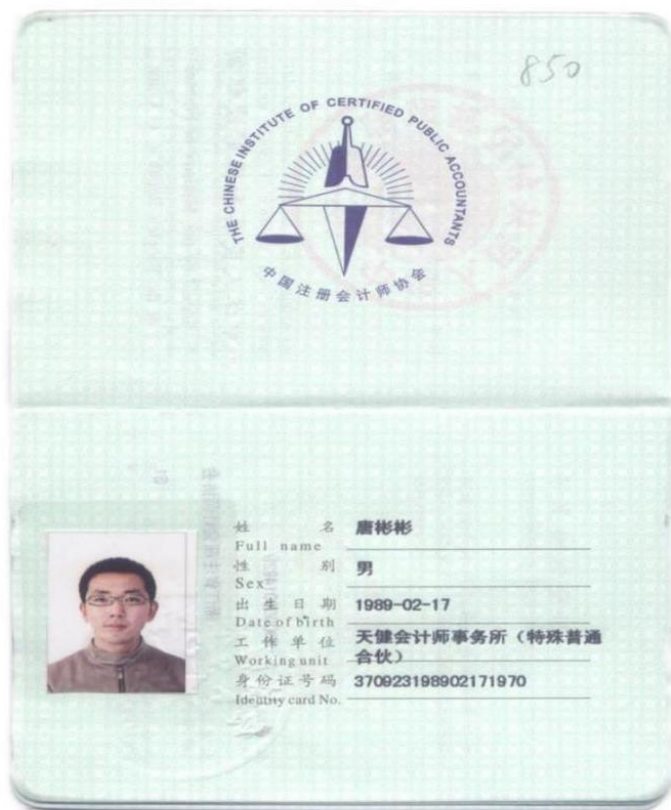 850
THE CHINESE INSTITUTE OF CERTIFIED PUBLIC ACCOUNTANTS
中国注册会计师协会
姓 名 唐彬彬
Full name
性 别 男
Sex
出 生 日 期 1989-02-17
Date of birth
工 作 单 位 天健会计师事务所（特殊普通
Working unit 合伙）
身 份 证 号 码 370923198902171970
Identity card No.